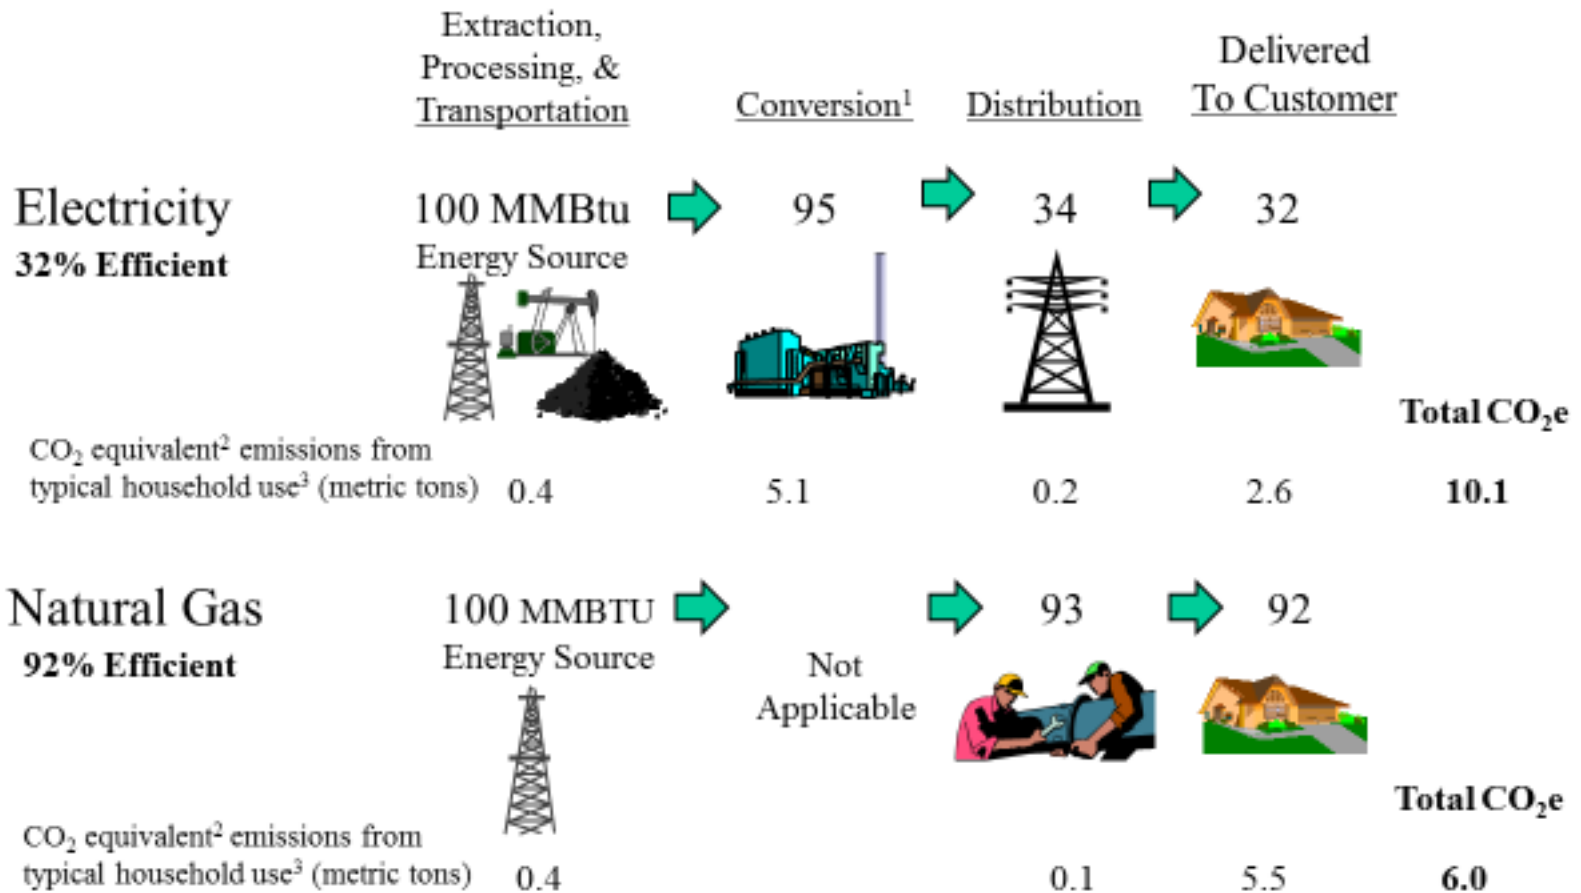 Extraction,
Processing, &
Transportation
Conversion¹
Distribution
Delivered
To Customer
Electricity
32% Efficient
100 MMBtu
Energy Source
95
34
32
Total CO₂e
CO₂ equivalent² emissions from
typical household use³ (metric tons)
0.4
5.1
0.2
2.6
10.1
Natural Gas
92% Efficient
100 MMBTU
Energy Source
Not
Applicable
93
92
Total CO₂e
CO₂ equivalent² emissions from
typical household use³ (metric tons)
0.4
0.1
5.5
6.0